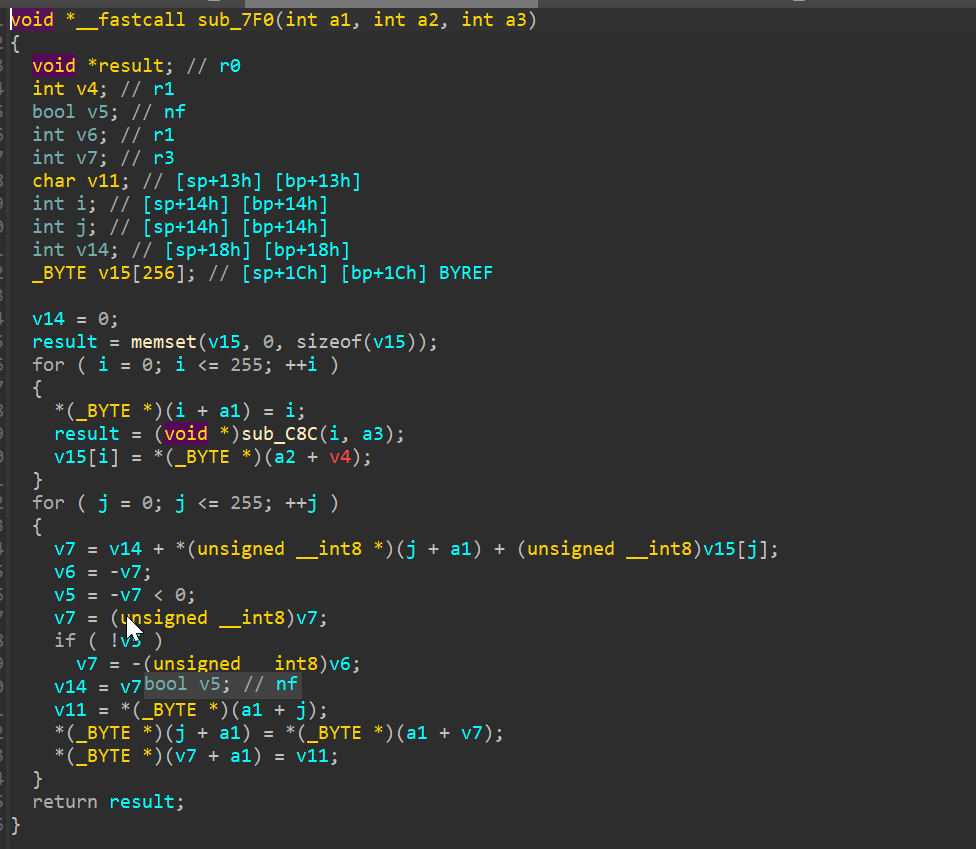 void *__fastcall sub_7F0(int a1, int a2, int a3)
{
  void *result; // r0
  int v4; // r1
  bool v5; // nf
  int v6; // r1
  int v7; // r3
  char v11; // [sp+13h] [bp+13h]
  int i; // [sp+14h] [bp+14h]
  int j; // [sp+14h] [bp+14h]
  int v14; // [sp+18h] [bp+18h]
  _BYTE v15[256]; // [sp+1Ch] [bp+1Ch] BYREF

  v14 = 0;
  result = memset(v15, 0, sizeof(v15));
  for ( i = 0; i <= 255; ++i )
  {
    *(_BYTE *)(i + a1) = i;
    result = (void *)sub_C8C(i, a3);
    v15[i] = *(_BYTE *)(a2 + v4);
  }
  for ( j = 0; j <= 255; ++j )
  {
    v7 = v14 + *(unsigned __int8 *)(j + a1) + (unsigned __int8)v15[j];
    v6 = -v7;
    v5 = -v7 < 0;
    v7 = (unsigned __int8)v7;
    if ( !v5 )
      v7 = -(unsigned __int8)v6;
    v14 = v7
bool v5; // nf
    v11 = *(_BYTE *)(a1 + j);
    *(_BYTE *)(j + a1) = *(_BYTE *)(a1 + v7);
    *(_BYTE *)(v7 + a1) = v11;
  }
  return result;
}